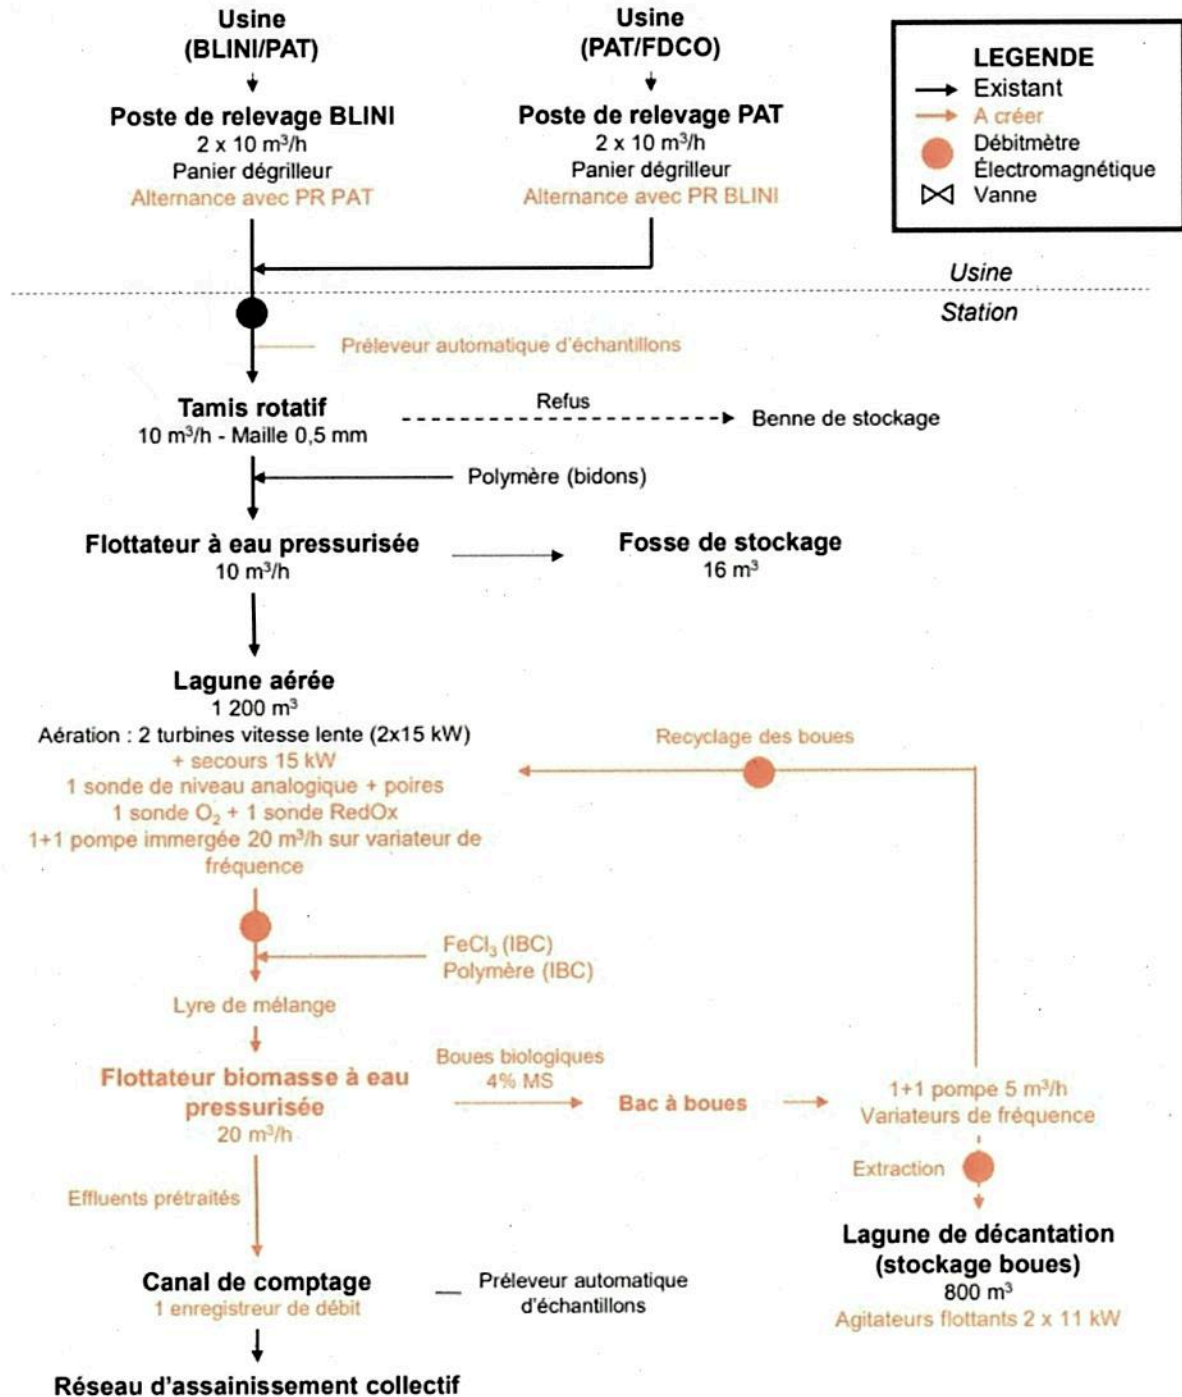 Usine
(BLINI/PAT)
Usine
(PAT/FDCO)
LEGENDE
Existant
A créer
Débitmètre
Électromagnétique
Vanne
Poste de relevage BLINI
2 x 10 m³/h
Panier dégrilleur
Alternance avec PR PAT
Poste de relevage PAT
2 x 10 m³/h
Panier dégrilleur
Alternance avec PR BLINI
Usine
Station
Préleveur automatique d'échantillons
Tamis rotatif
10 m³/h - Maille 0,5 mm
Refus
Benne de stockage
Polymère (bidons)
Flottateur à eau pressurisée
10 m³/h
Fosse de stockage
16 m³
Lagune aérée
1 200 m³
Aération : 2 turbines vitesse lente (2x15 kW)
+ secours 15 kW
1 sonde de niveau analogique + poires
1 sonde O₂ + 1 sonde RedOx
1+1 pompe immergée 20 m³/h sur variateur de
fréquence
Recyclage des boues
FeCl₃ (IBC)
Polymère (IBC)
Lyre de mélange
Flottateur biomasse à eau
pressurisée
20 m³/h
Boues biologiques
4% MS
Bac à boues
1+1 pompe 5 m³/h
Variateurs de fréquence
Extraction
Effluents prétraités
Lagune de décantation
(stockage boues)
800 m³
Agitateurs flottants 2 x 11 kW
Canal de comptage
1 enregistreur de débit
Préleveur automatique
d'échantillons
Réseau d'assainissement collectif